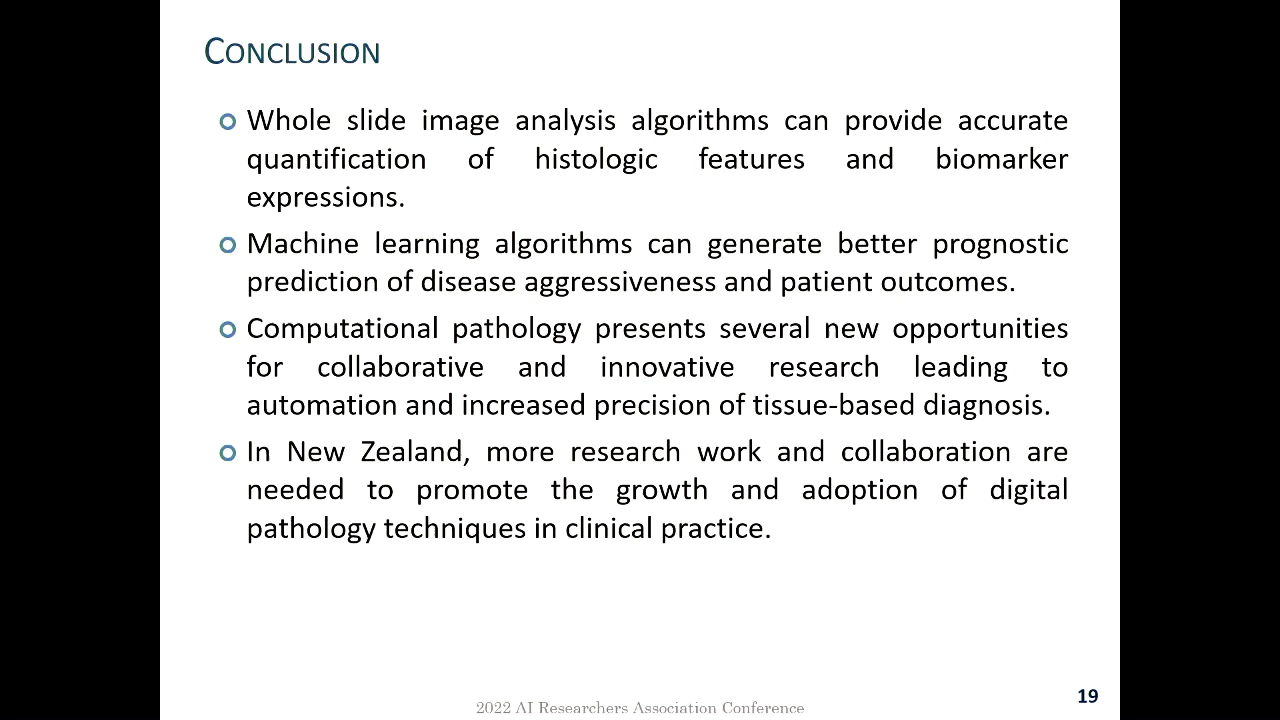 CONCLUSION
Whole slide image analysis algorithms can provide accurate
quantification of histologic features and biomarker
expressions.
Machine learning algorithms can generate better prognostic
prediction of disease aggressiveness and patient outcomes.
Computational pathology presents several new opportunities
for collaborative and innovative research leading to
automation and increased precision of tissue-based diagnosis.
In New Zealand, more research work and collaboration are
needed to promote the growth and adoption of digital
pathology techniques in clinical practice.
2022 AI Researchers Association Conference
19